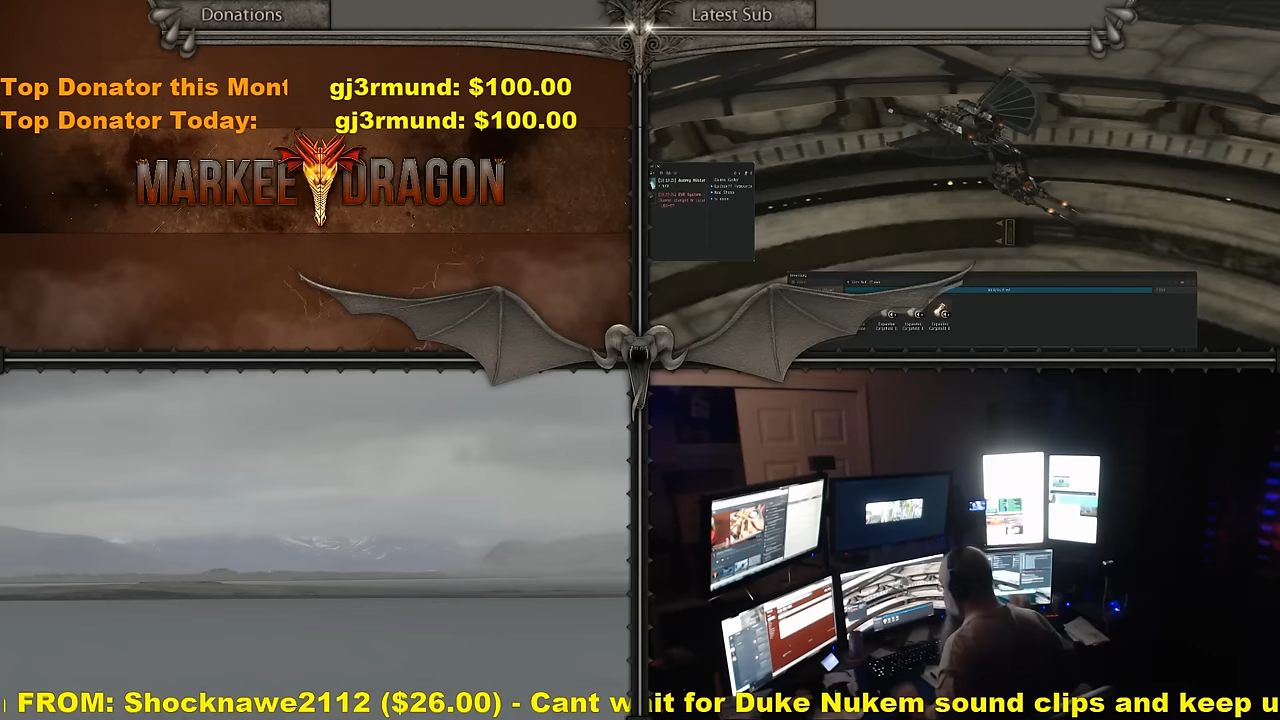 Donations
Latest Sub
Top Donator this Mont
gj3rmund: $100.00
Top Donator Today:
gj3rmund: $100.00
MARKEE DRAGON
FROM: Shocknawe2112 ($26.00) - Cant wait for Duke Nukem sound clips and keep u